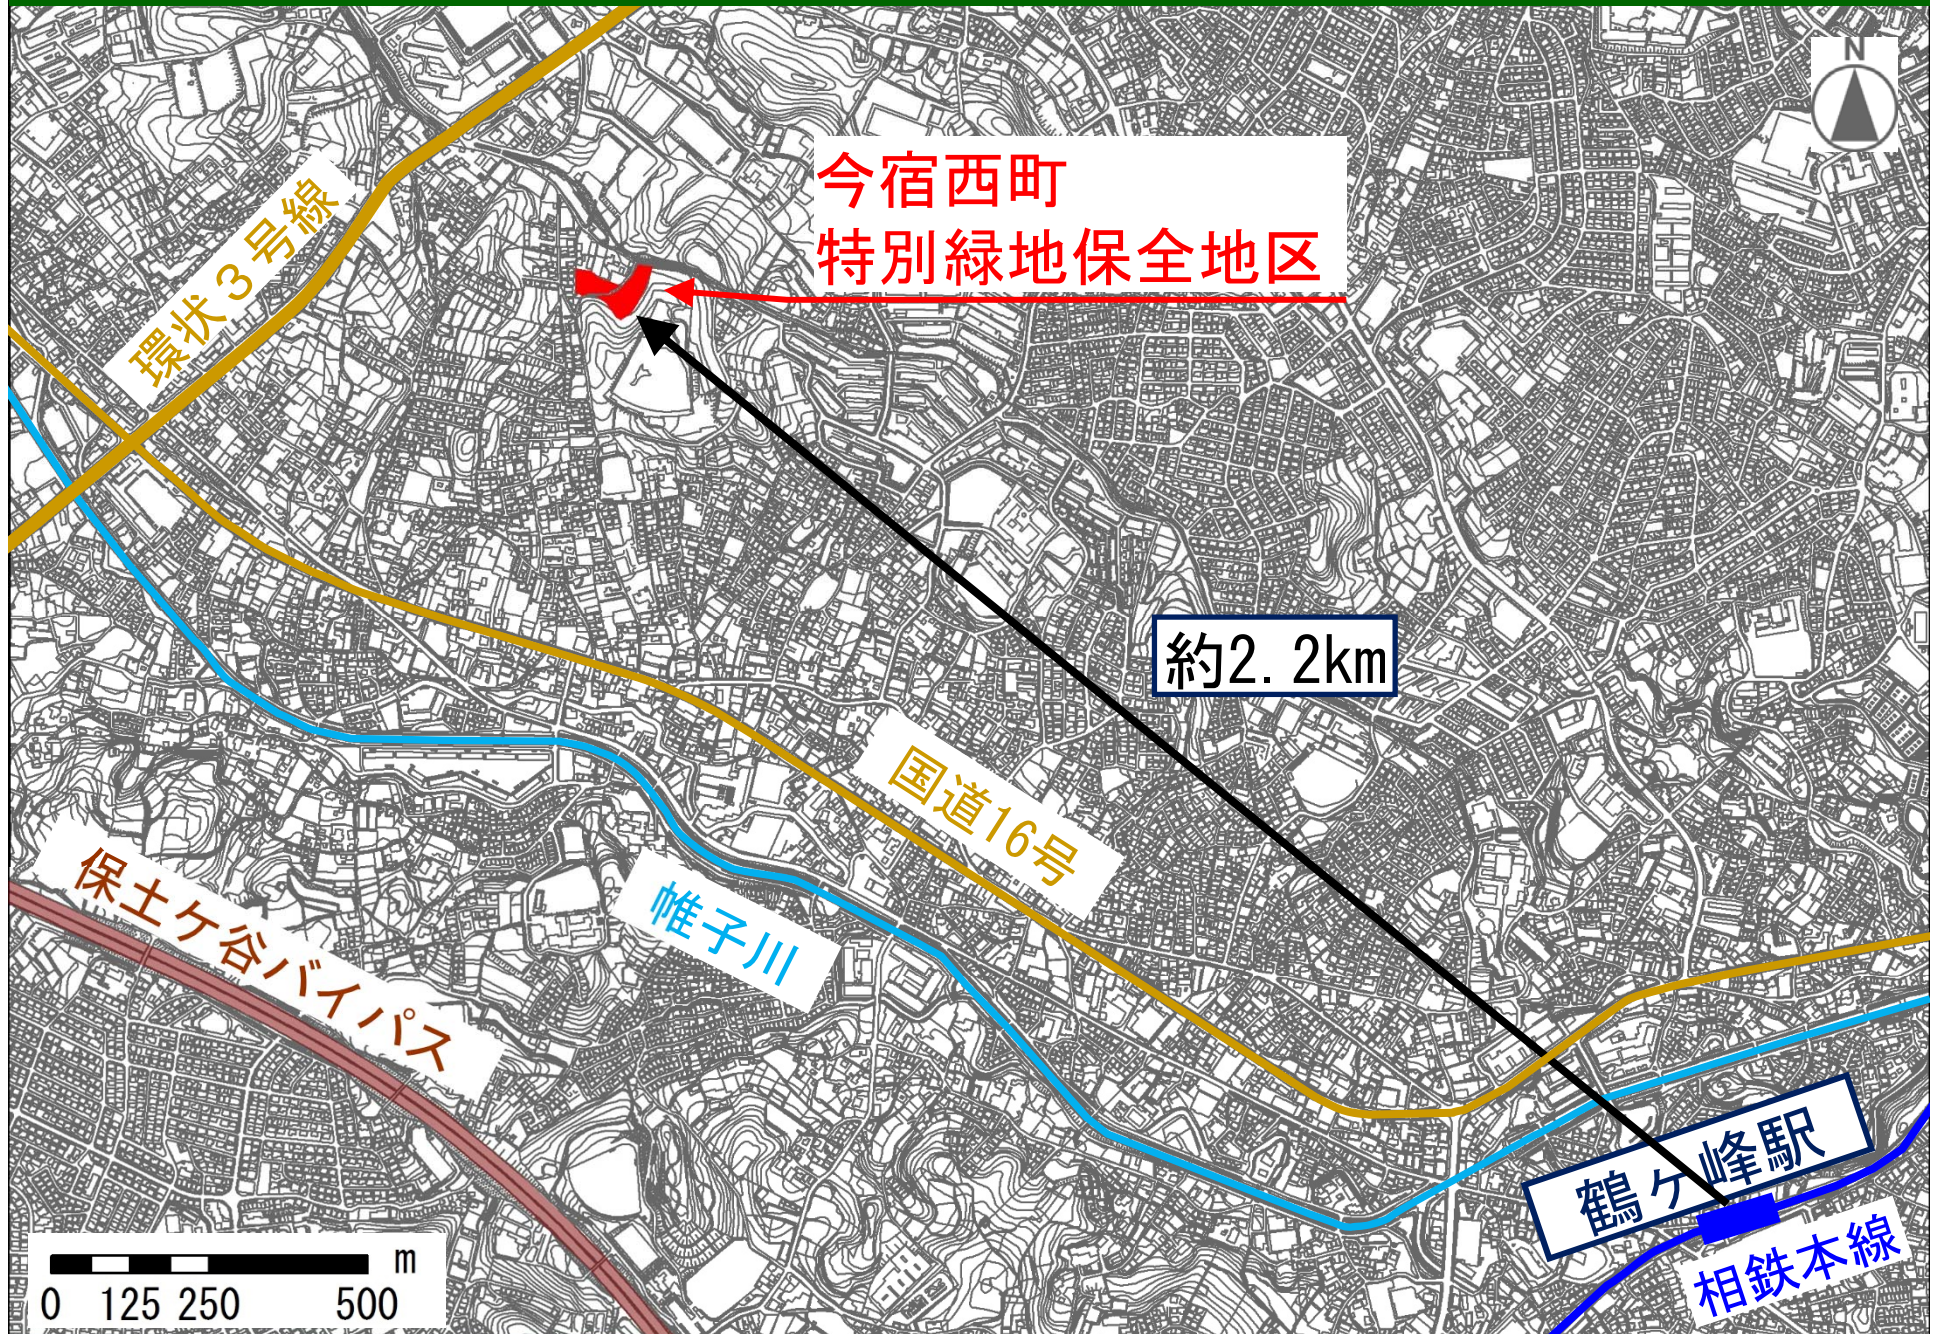 N
今宿西町
特別緑地保全地区
環状3号線
約2.2km
国道16号
帷子川
保土ケ谷バイパス
鶴ケ峰駅
相鉄本線
m
0 125 250 500